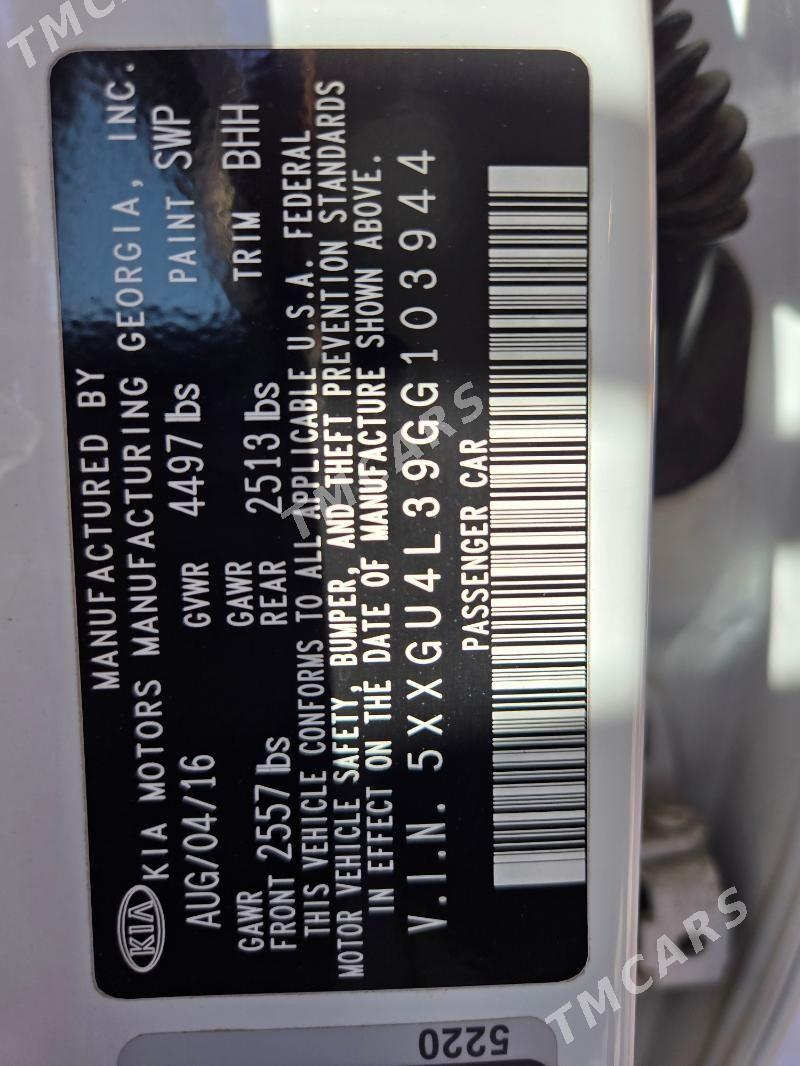 MANUFACTURED BY
KIA KIA MOTORS MANUFACTURING GEORGIA, INC.
AUG/04/16 GVWR 4497 lbs PAINT SWP
GAWR FRONT 2557 lbs GAWR REAR 2513 lbs TRIM BHH
THIS VEHICLE CONFORMS TO ALL APPLICABLE U.S.A. FEDERAL
MOTOR VEHICLE SAFETY, BUMPER, AND THEFT PREVENTION STANDARDS
IN EFFECT ON THE DATE OF MANUFACTURE SHOWN ABOVE.
V.I.N. 5XXGU4L39GG103944
PASSENGER CAR
5220
TMCARS
TMCARS
TMCARS
TMCARS